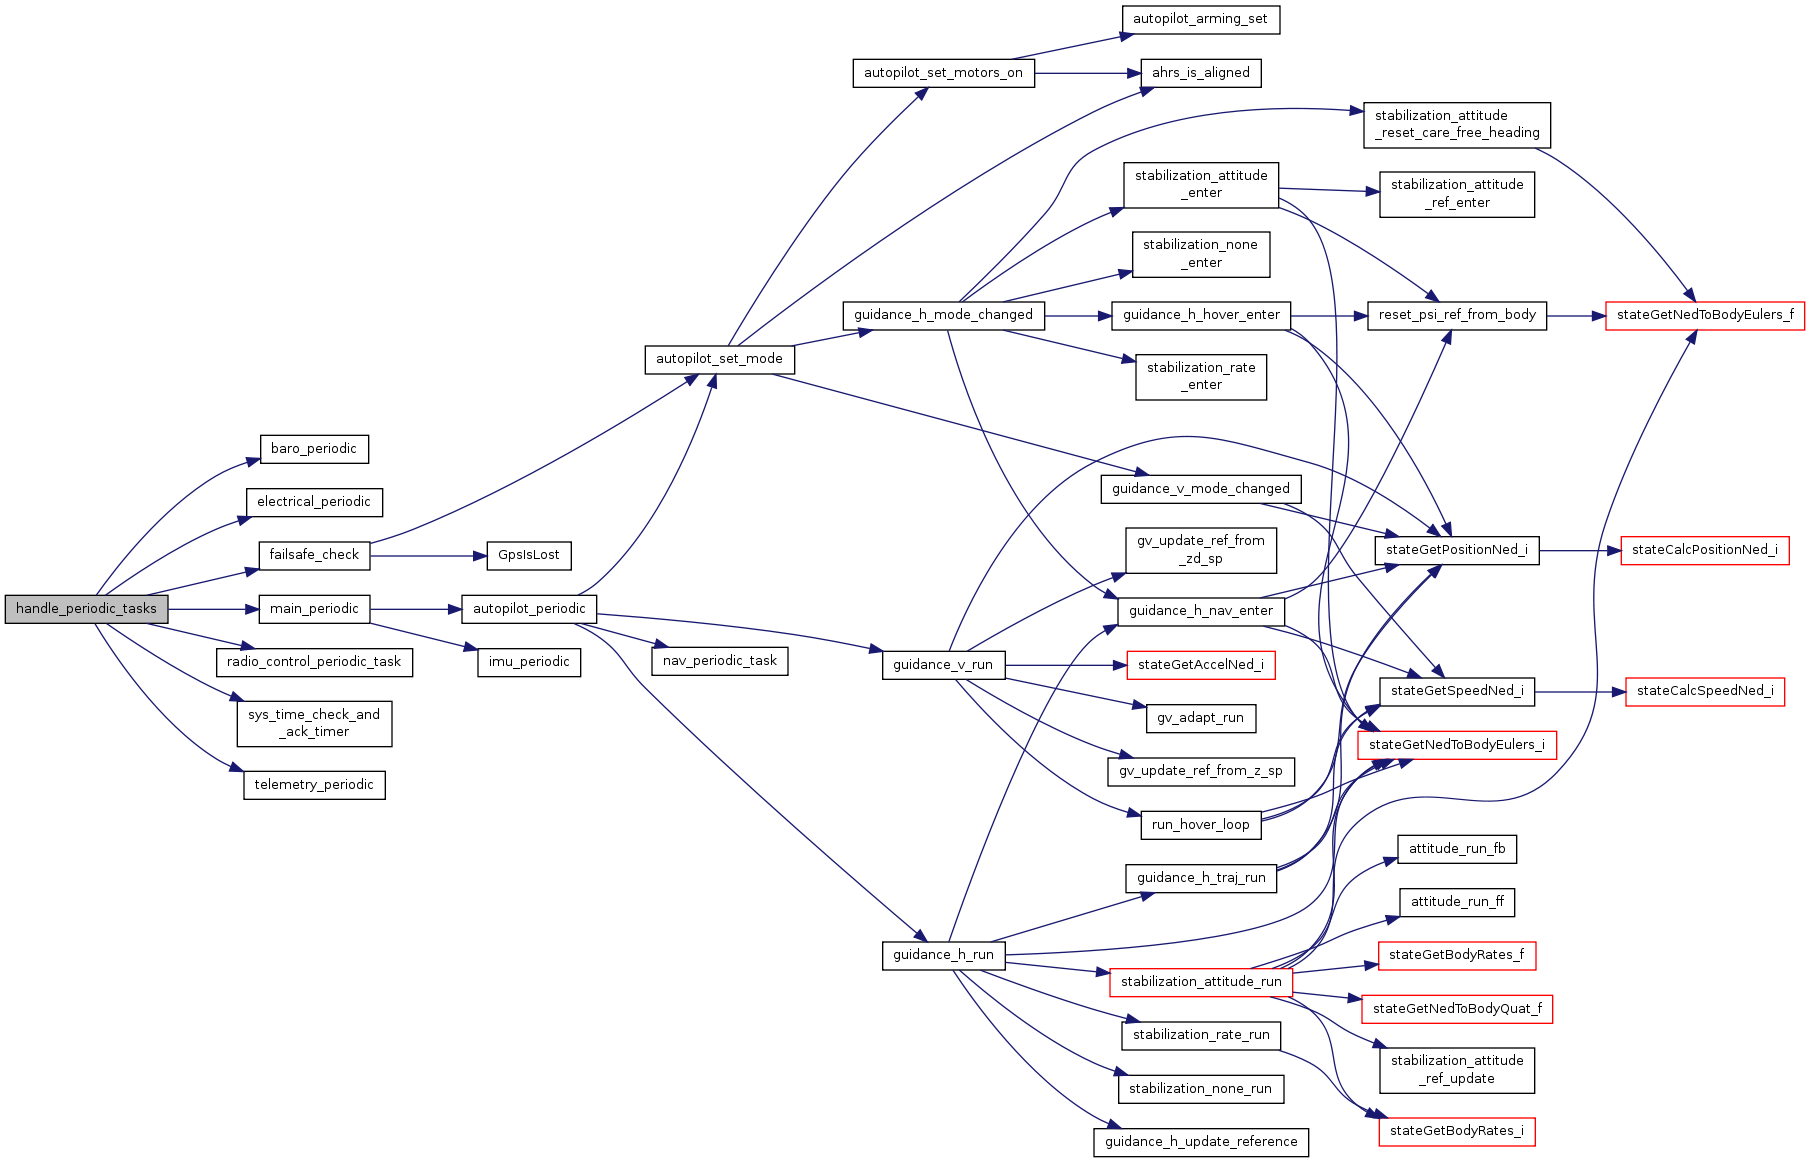 handle_periodic_tasks
baro_periodic
electrical_periodic
failsafe_check
main_periodic
radio_control_periodic_task
sys_time_check_and
_ack_timer
telemetry_periodic
GpsIsLost
autopilot_periodic
imu_periodic
autopilot_set_mode
nav_periodic_task
autopilot_set_motors_on
guidance_h_mode_changed
guidance_v_run
guidance_h_run
autopilot_arming_set
ahrs_is_aligned
stabilization_attitude
_enter
stabilization_none
_enter
guidance_h_hover_enter
stabilization_rate
_enter
guidance_v_mode_changed
gv_update_ref_from
_zd_sp
guidance_h_nav_enter
stateGetAccelNed_i
gv_adapt_run
gv_update_ref_from_z_sp
run_hover_loop
guidance_h_traj_run
stabilization_attitude_run
stabilization_rate_run
stabilization_none_run
guidance_h_update_reference
stabilization_attitude
_reset_care_free_heading
stabilization_attitude
_ref_enter
reset_psi_ref_from_body
stateGetPositionNed_i
stateGetSpeedNed_i
stateGetNedToBodyEulers_i
attitude_run_fb
attitude_run_ff
stateGetBodyRates_f
stateGetNedToBodyQuat_f
stabilization_attitude
_ref_update
stateGetBodyRates_i
stateGetNedToBodyEulers_f
stateCalcPositionNed_i
stateCalcSpeedNed_i